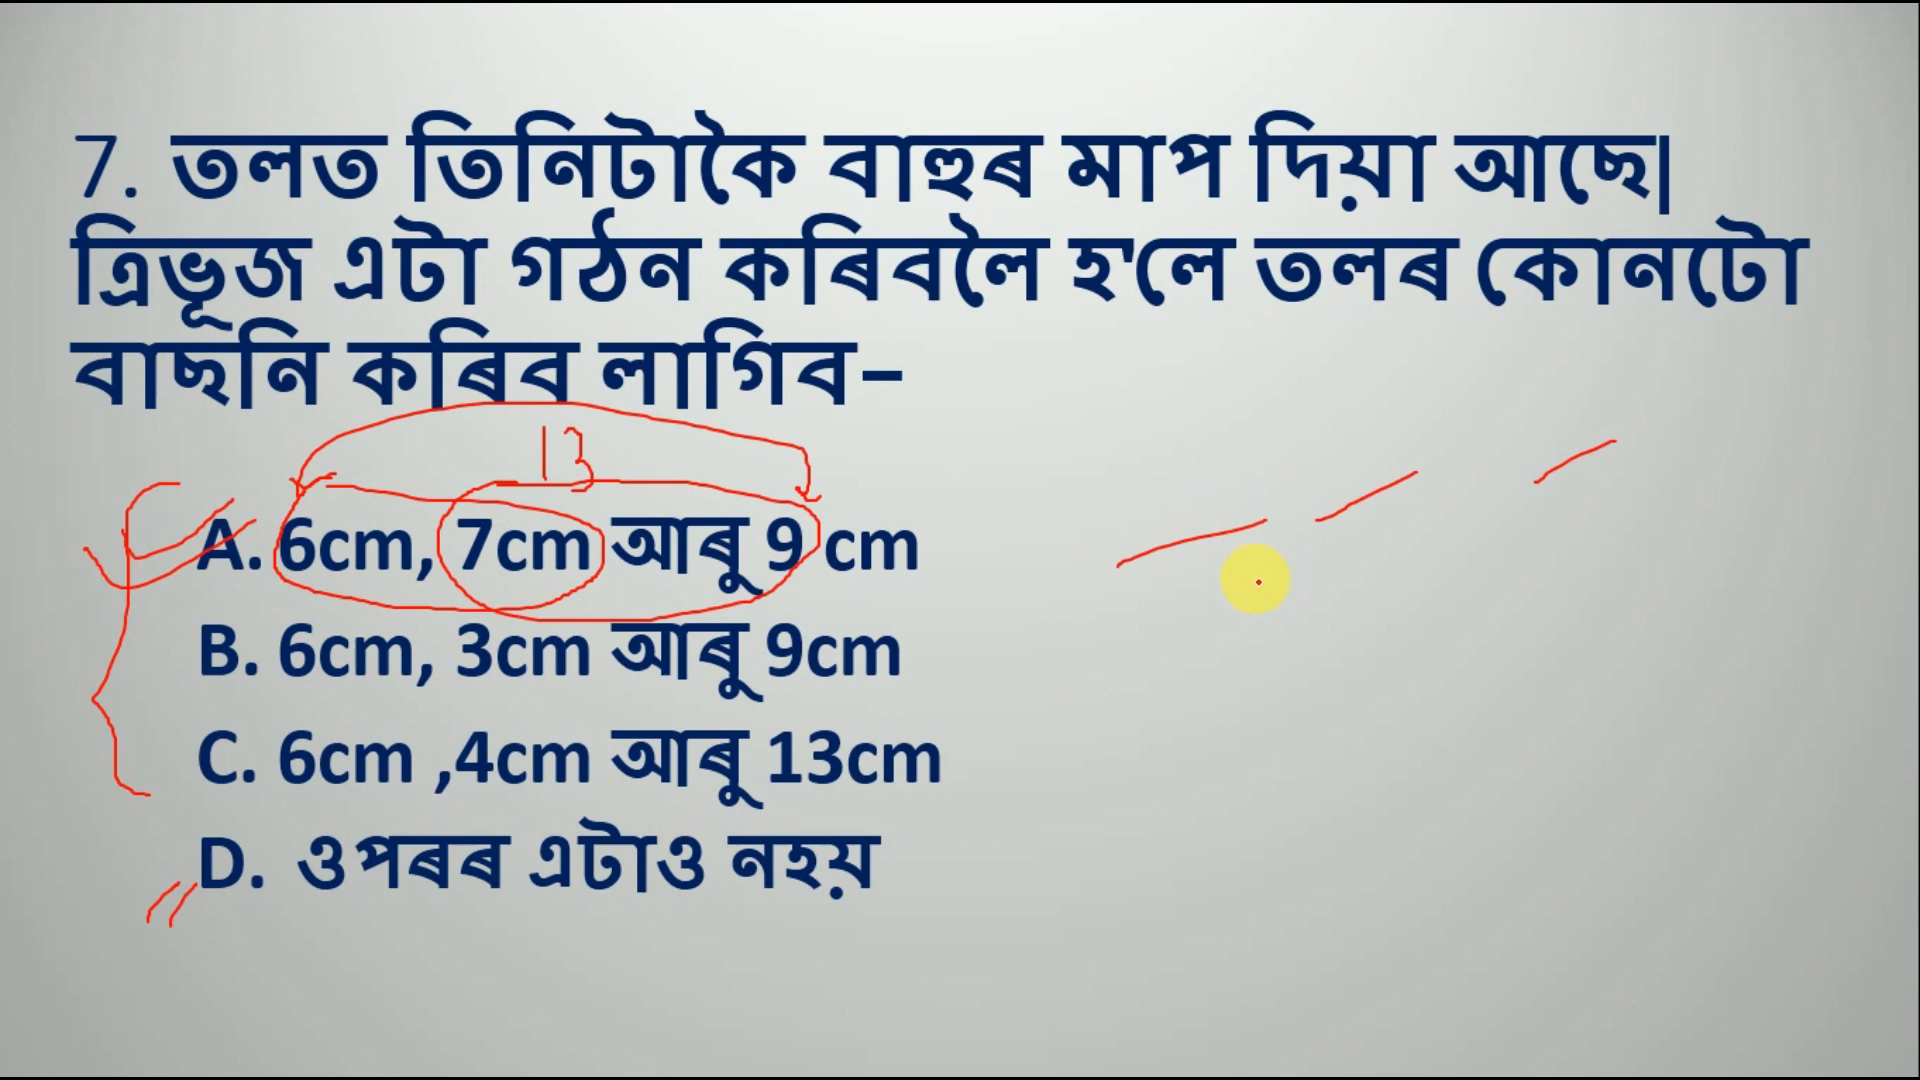 7. তলত তিনিটাকৈ বাহুৰ মাপ দিয়া আছে|
ত্ৰিভূজ এটা গঠন কৰিবলৈ হ'লে তলৰ কোনটো
বাছনি কৰিব লাগিব–
13
A. 6cm, 7cm আৰু 9 cm
B. 6cm, 3cm আৰু 9cm
C. 6cm ,4cm আৰু 13cm
D. ওপৰৰ এটাও নহয়